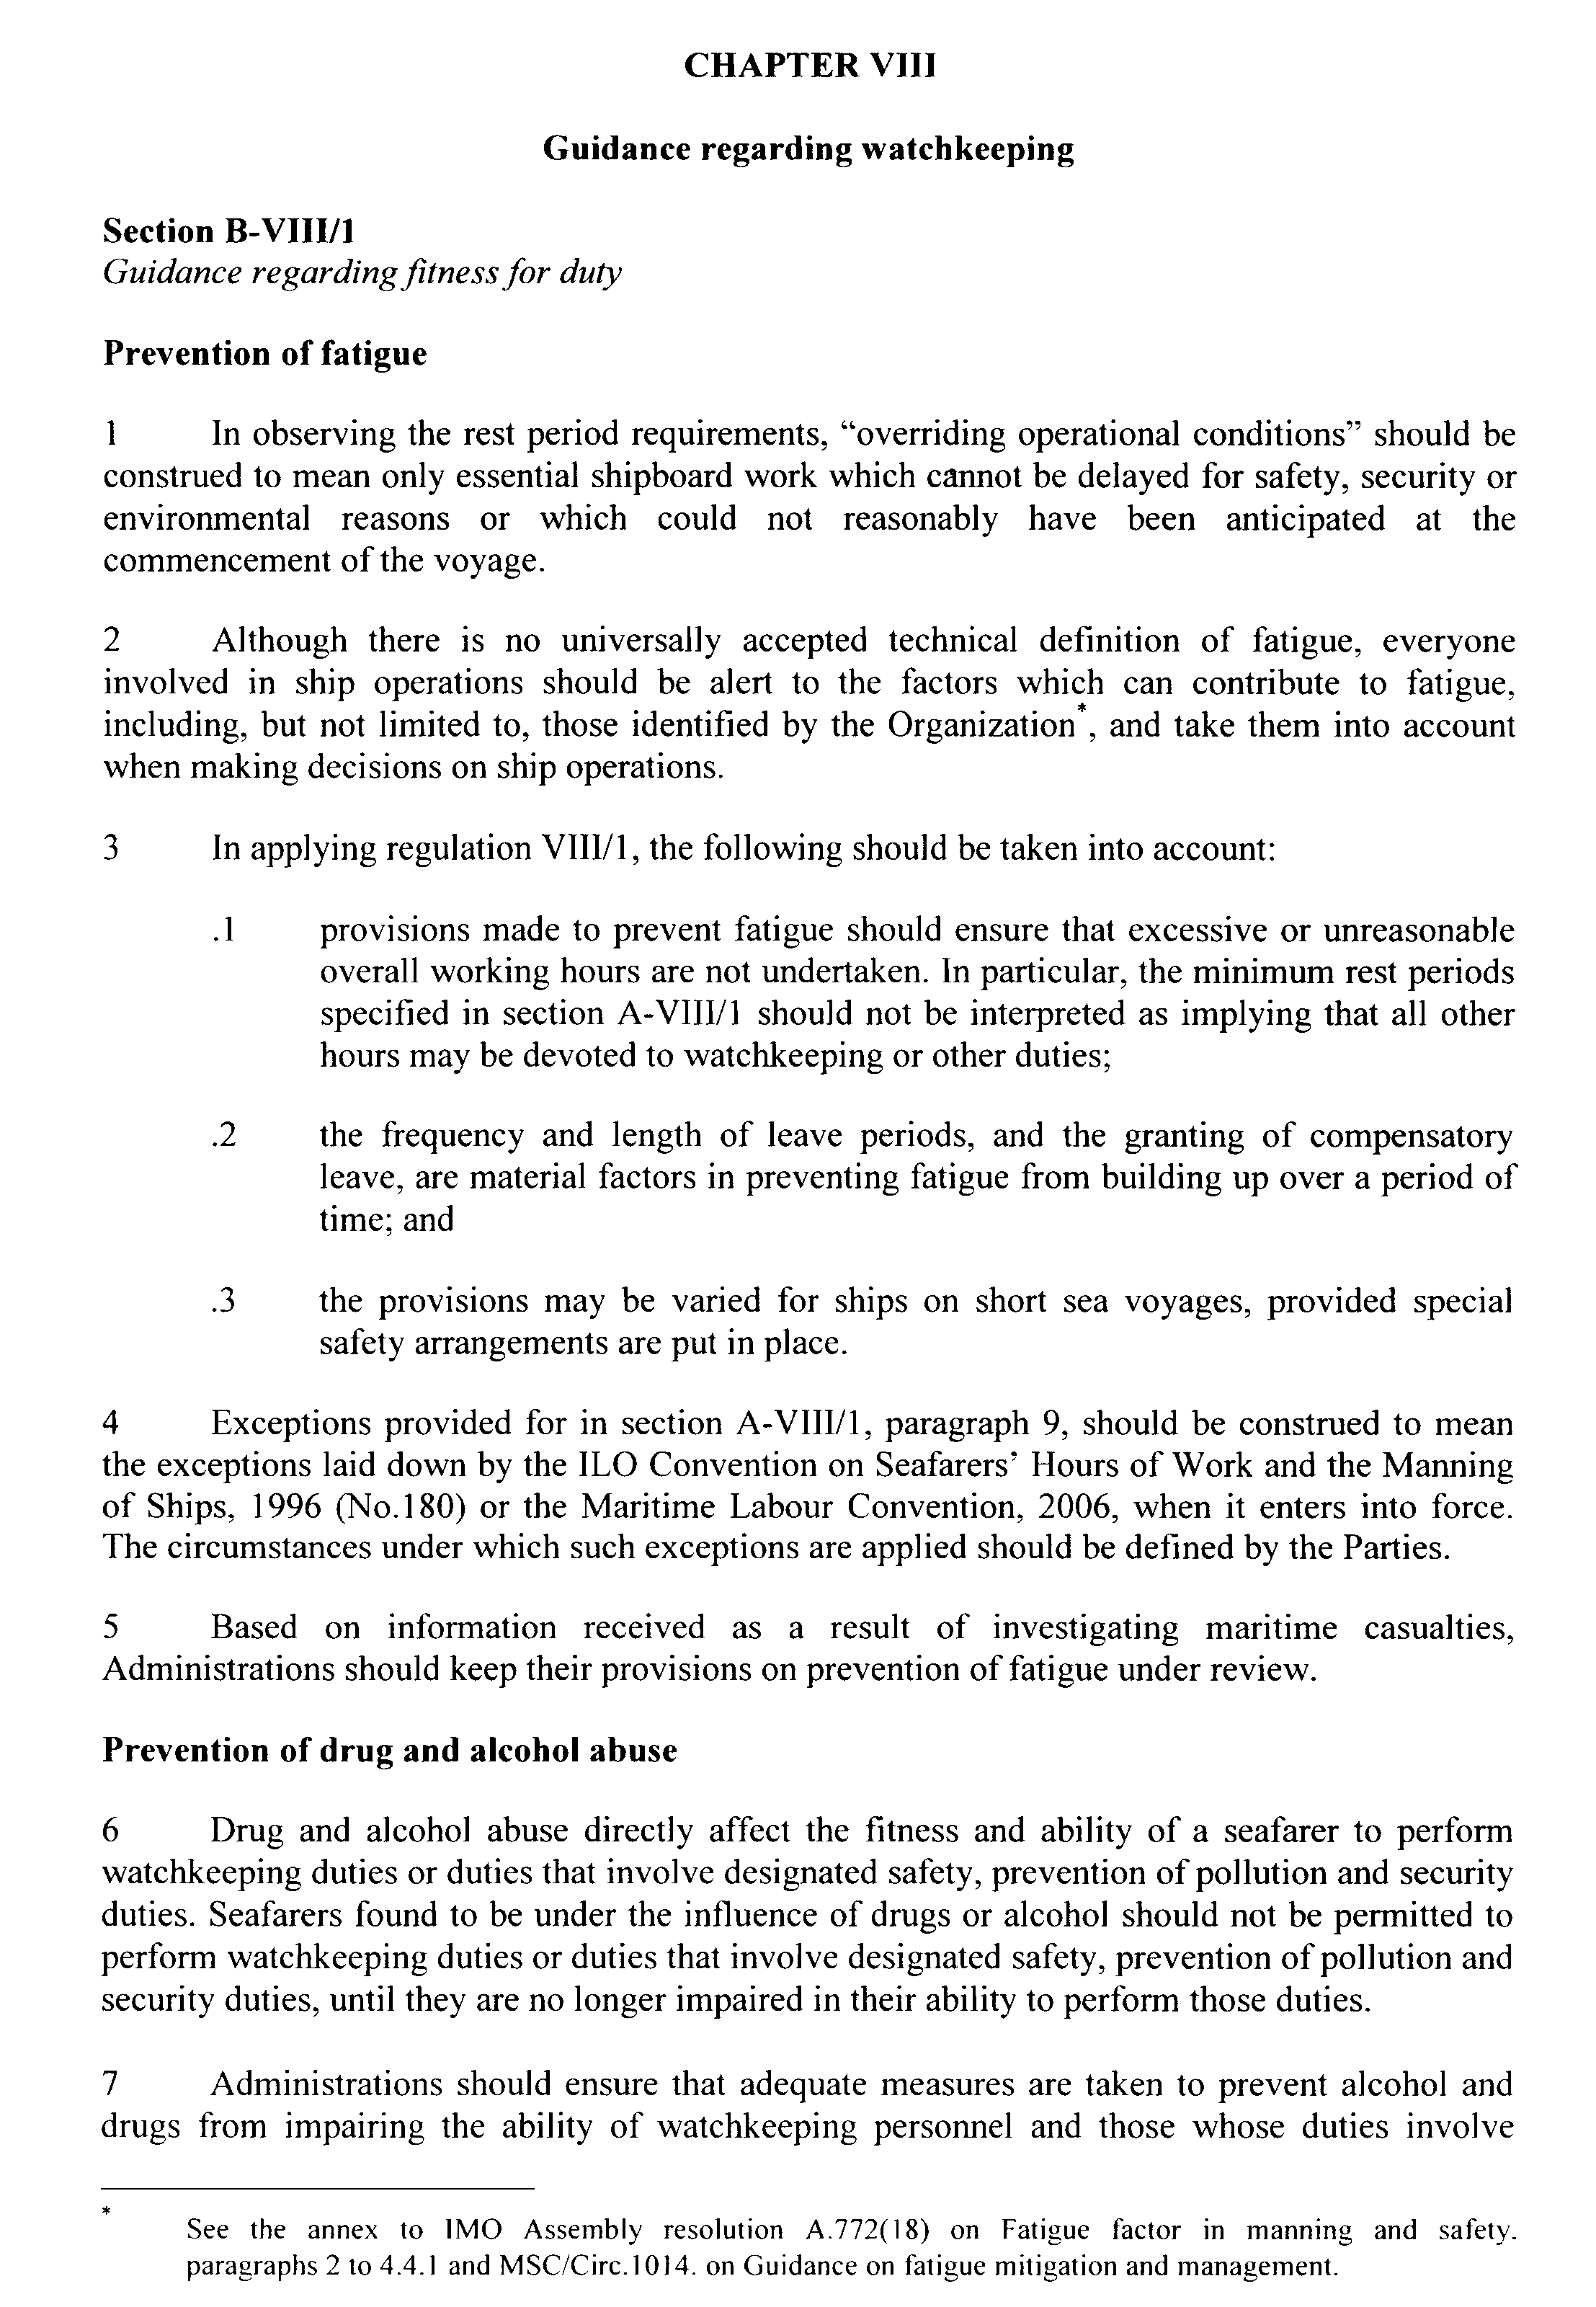 CHAPTER VIII
Guidance regarding watchkeeping
Section B-VIII/1
Guidance regarding fitness for duty
Prevention of fatigue
1 In observing the rest period requirements, “overriding operational conditions” should be
construed to mean only essential shipboard work which cannot be delayed for safety, security or
environmental reasons or which could not reasonably have been anticipated at the
commencement of the voyage.
2 Although there is no universally accepted technical definition of fatigue, everyone
involved in ship operations should be alert to the factors which can contribute to fatigue,
including, but not limited to, those identified by the Organization*, and take them into account
when making decisions on ship operations.
3 In applying regulation VIII/1, the following should be taken into account:
.1 provisions made to prevent fatigue should ensure that excessive or unreasonable
overall working hours are not undertaken. In particular, the minimum rest periods
specified in section A-VIII/1 should not be interpreted as implying that all other
hours may be devoted to watchkeeping or other duties;
.2 the frequency and length of leave periods, and the granting of compensatory
leave, are material factors in preventing fatigue from building up over a period of
time; and
.3 the provisions may be varied for ships on short sea voyages, provided special
safety arrangements are put in place.
4 Exceptions provided for in section A-VIII/1, paragraph 9, should be construed to mean
the exceptions laid down by the ILO Convention on Seafarers’ Hours of Work and the Manning
of Ships, 1996 (No.180) or the Maritime Labour Convention, 2006, when it enters into force.
The circumstances under which such exceptions are applied should be defined by the Parties.
5 Based on information received as a result of investigating maritime casualties,
Administrations should keep their provisions on prevention of fatigue under review.
Prevention of drug and alcohol abuse
6 Drug and alcohol abuse directly affect the fitness and ability of a seafarer to perform
watchkeeping duties or duties that involve designated safety, prevention of pollution and security
duties. Seafarers found to be under the influence of drugs or alcohol should not be permitted to
perform watchkeeping duties or duties that involve designated safety, prevention of pollution and
security duties, until they are no longer impaired in their ability to perform those duties.
7 Administrations should ensure that adequate measures are taken to prevent alcohol and
drugs from impairing the ability of watchkeeping personnel and those whose duties involve
* See the annex to IMO Assembly resolution A.772(18) on Fatigue factor in manning and safety.
paragraphs 2 to 4.4.1 and MSC/Circ.1014. on Guidance on fatigue mitigation and management.